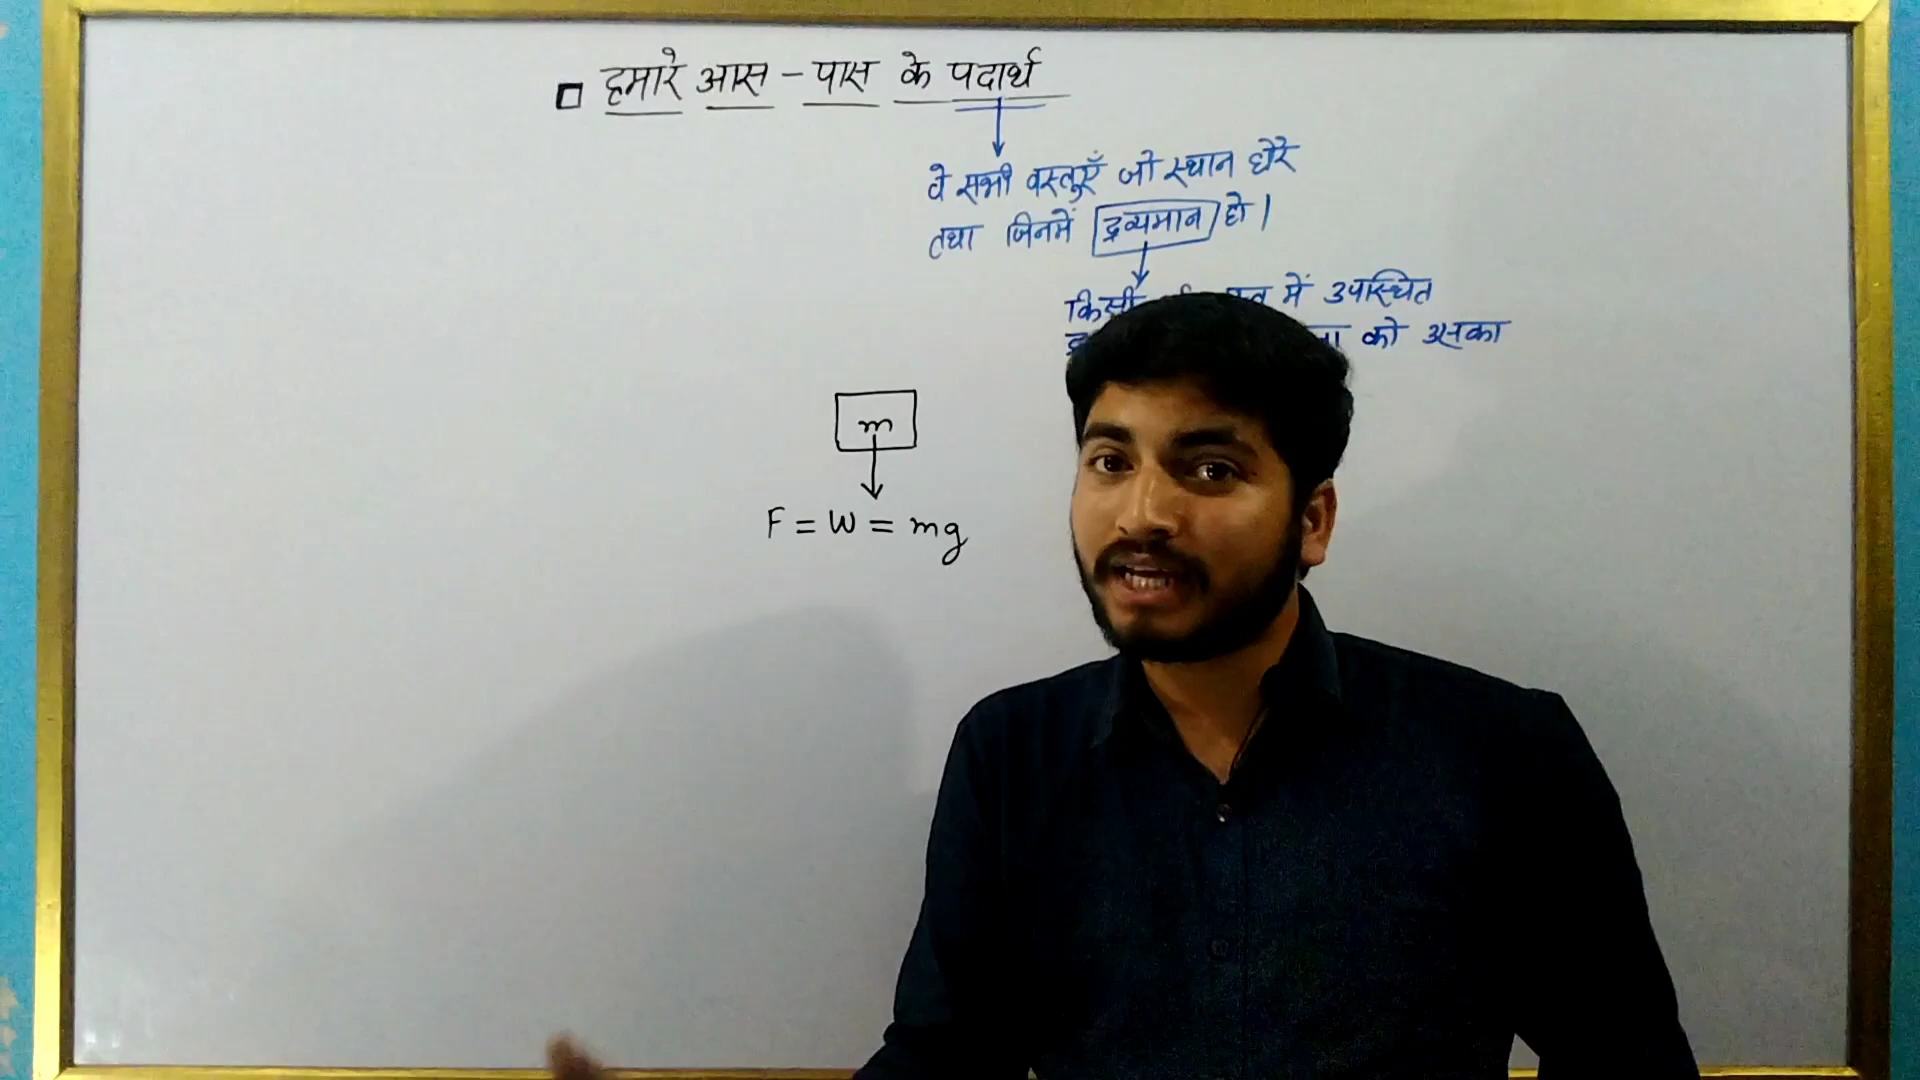 हमारे आस - पास के पदार्थ
वे सभी वस्तुएँ जो स्थान घेरे
तथा जिनमें द्रव्यमान हो।
किसी में उपस्थित
को उसका
m
F = W = mg